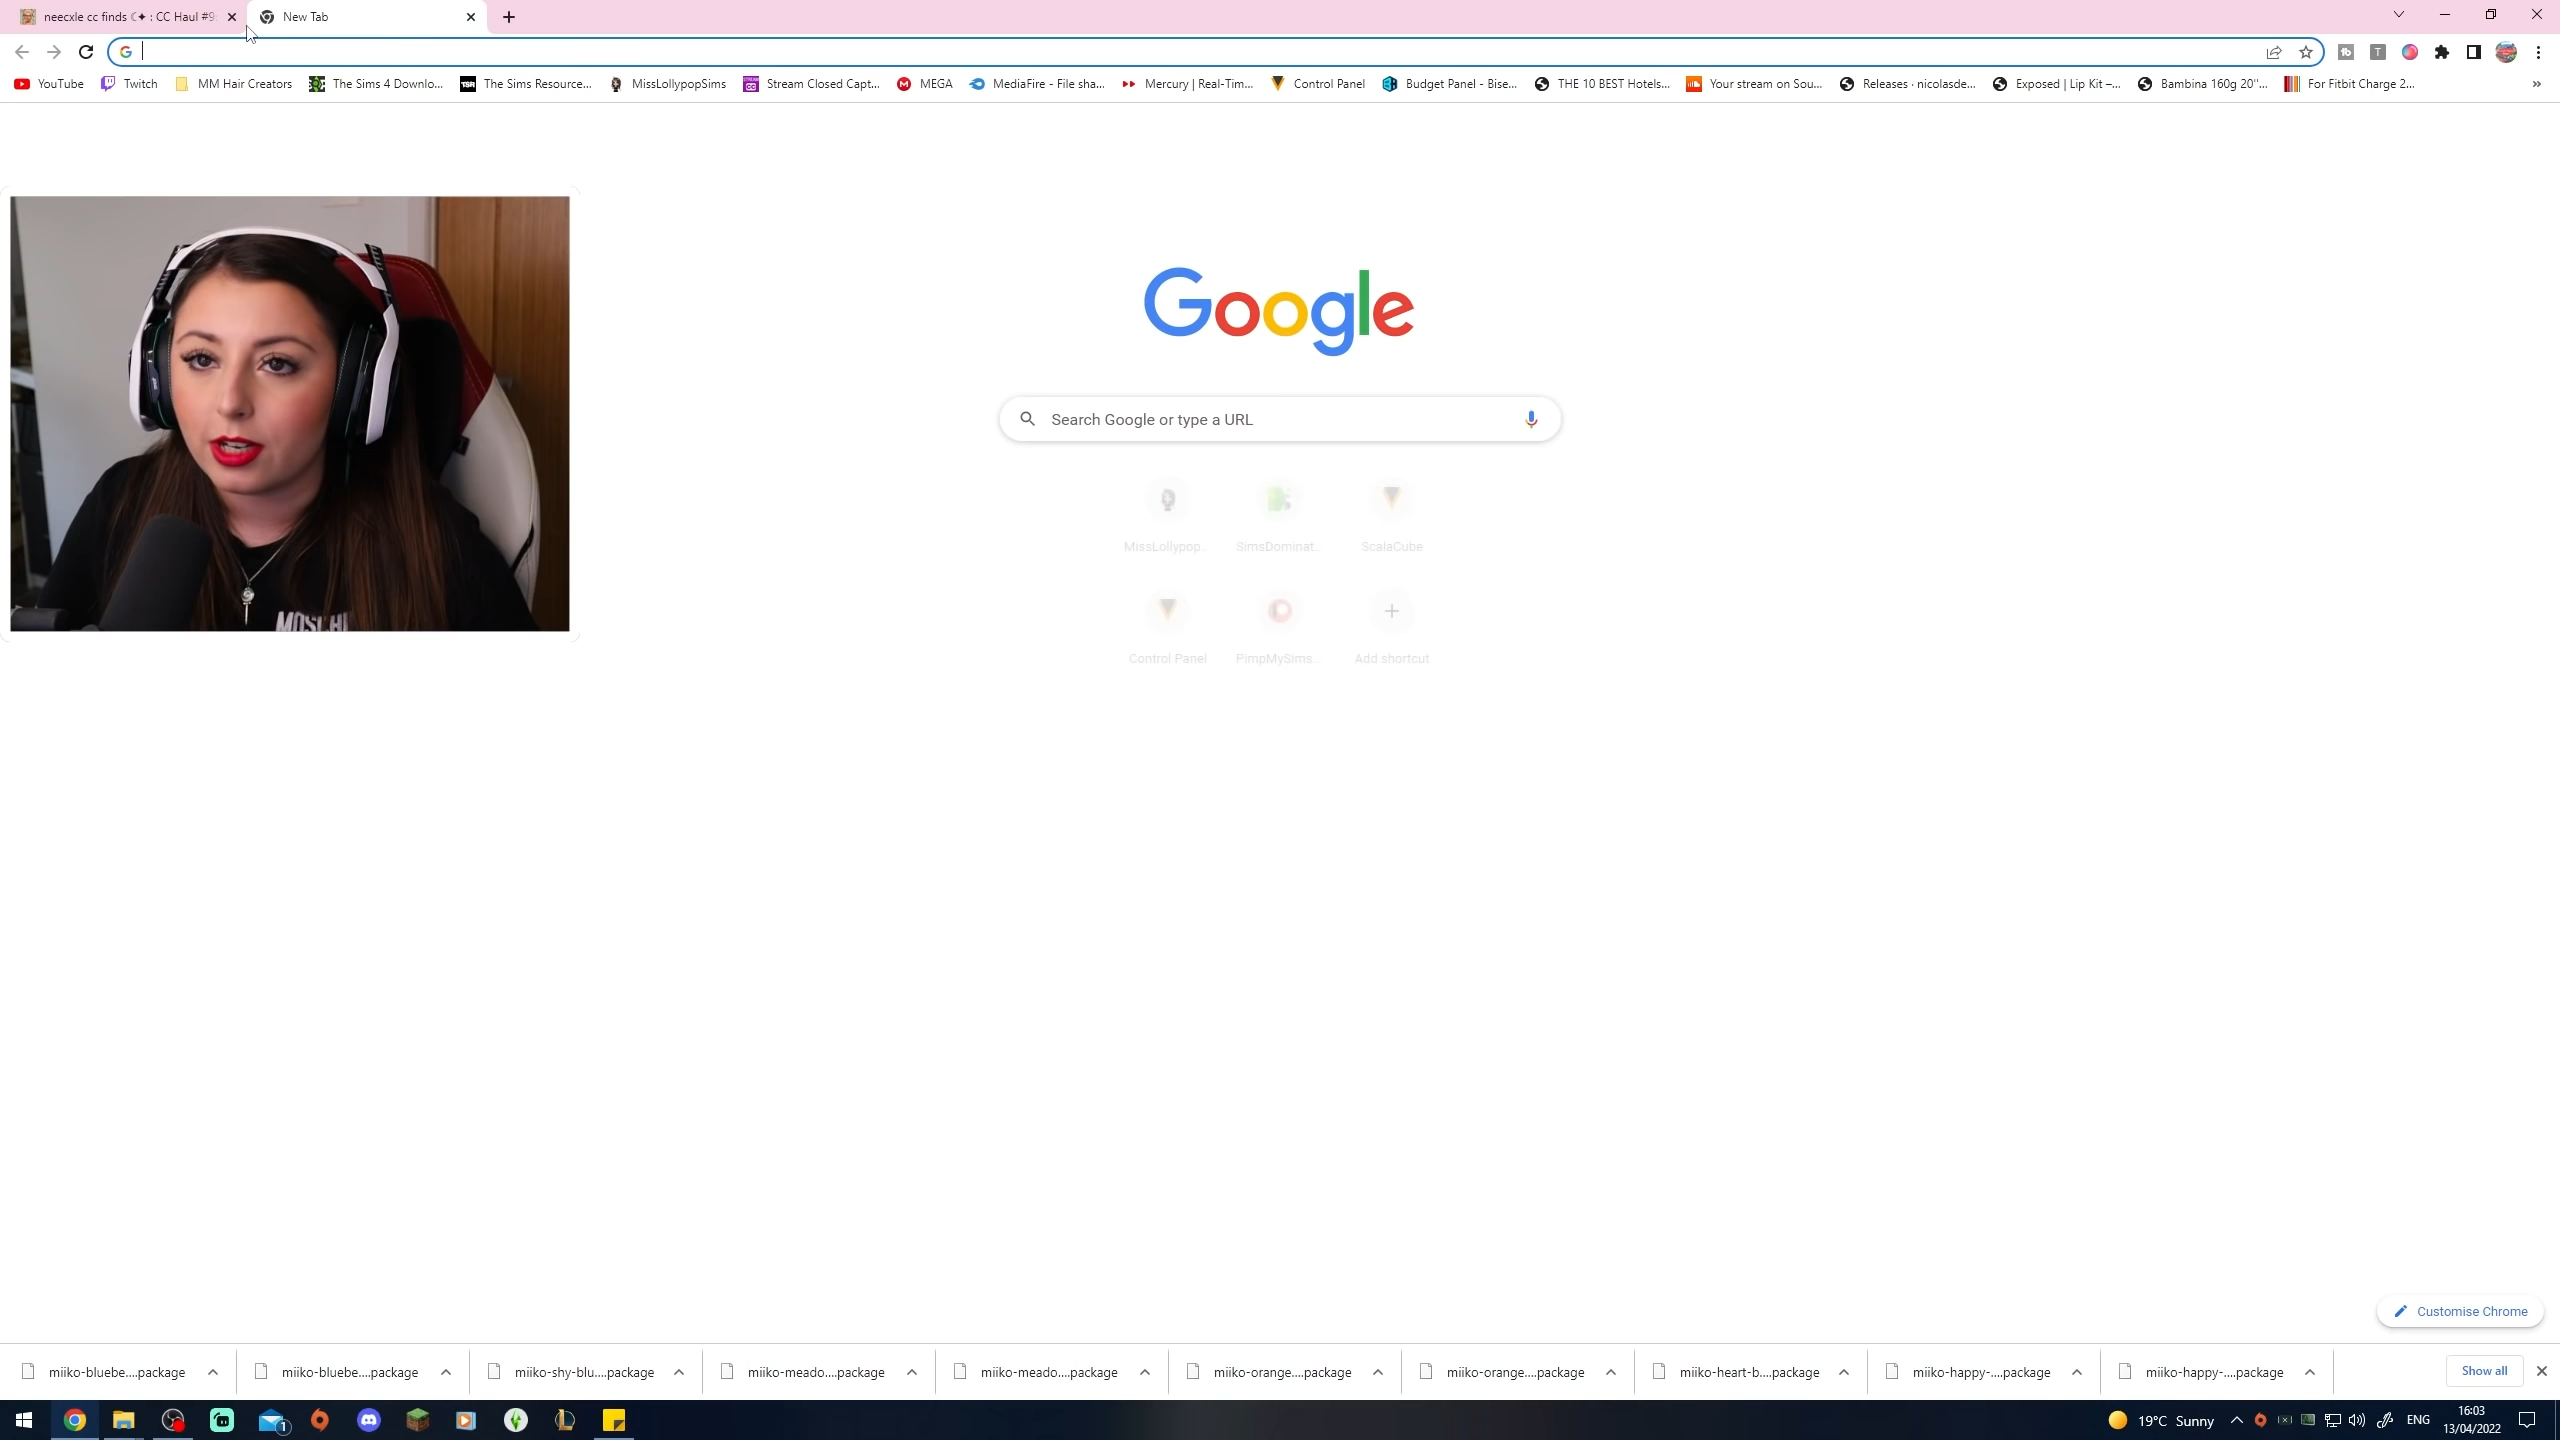 neecxle cc finds ☾✦ : CC Haul #9
New Tab
YouTube
Twitch
MM Hair Creators
The Sims 4 Downlo...
The Sims Resource...
MissLollypopSims
Stream Closed Capt...
MEGA
MediaFire - File sha...
Mercury | Real-Tim...
Control Panel
Budget Panel - Bise...
THE 10 BEST Hotels...
Your stream on Sou...
Releases · nicolasde...
Exposed | Lip Kit –...
Bambina 160g 20"...
For Fitbit Charge 2...
»
Google
Search Google or type a URL
MissLollypop...
SimsDominat...
ScalaCube
Control Panel
PimpMySims...
Add shortcut
Customise Chrome
miiko-bluebe....package
miiko-bluebe....package
miiko-shy-blu....package
miiko-meado....package
miiko-meado....package
miiko-orange....package
miiko-orange....package
miiko-heart-b....package
miiko-happy-....package
miiko-happy-....package
Show all
1
19°C Sunny
ENG
16:03
13/04/2022